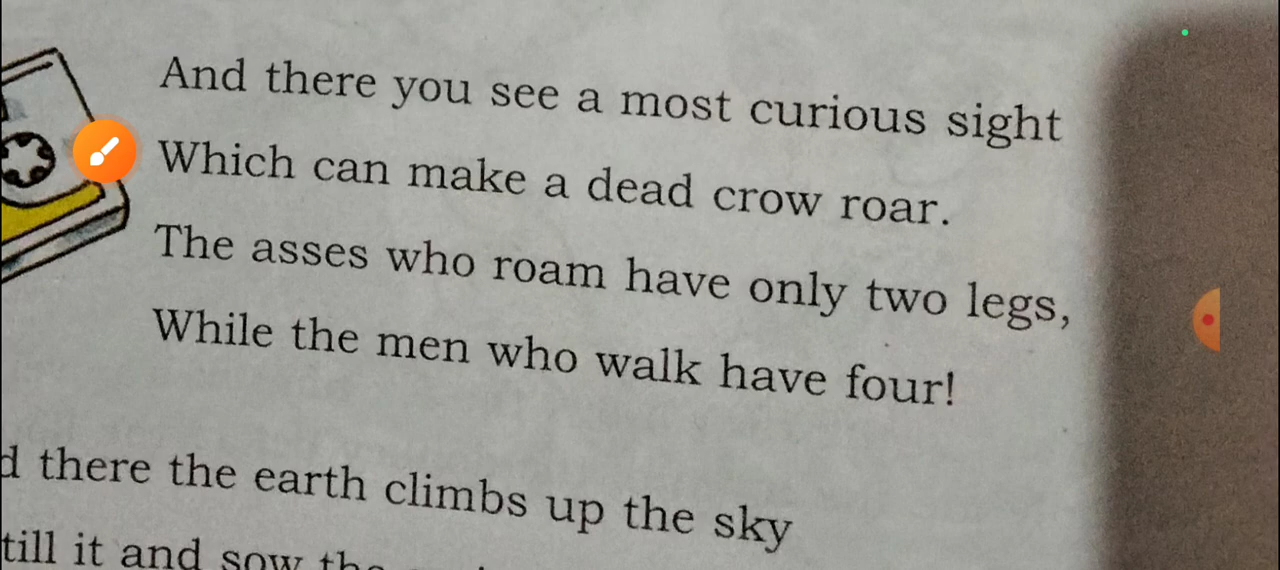 And there you see a most curious sight
Which can make a dead crow roar.
The asses who roam have only two legs,
While the men who walk have four!
there the earth climbs up the sky
till it and sow